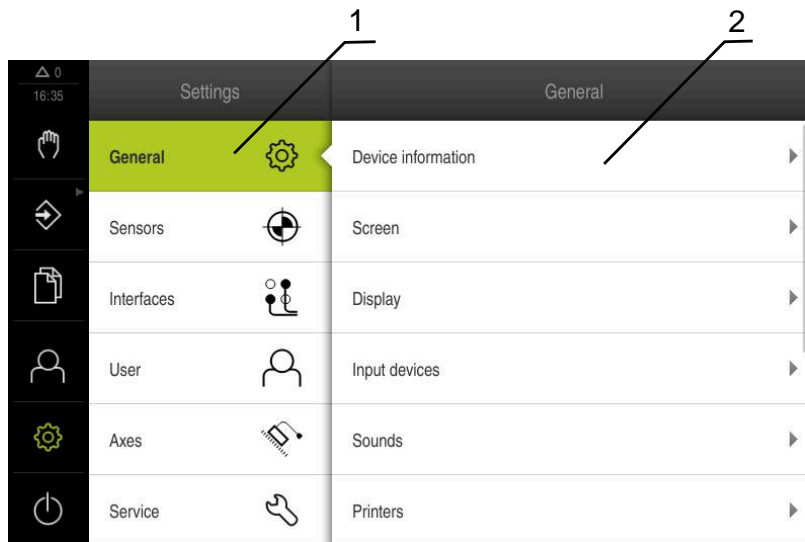 1
2
0
16:35
Settings
General
General
Device information
Sensors
Screen
Interfaces
Display
User
Input devices
Axes
Sounds
Service
Printers